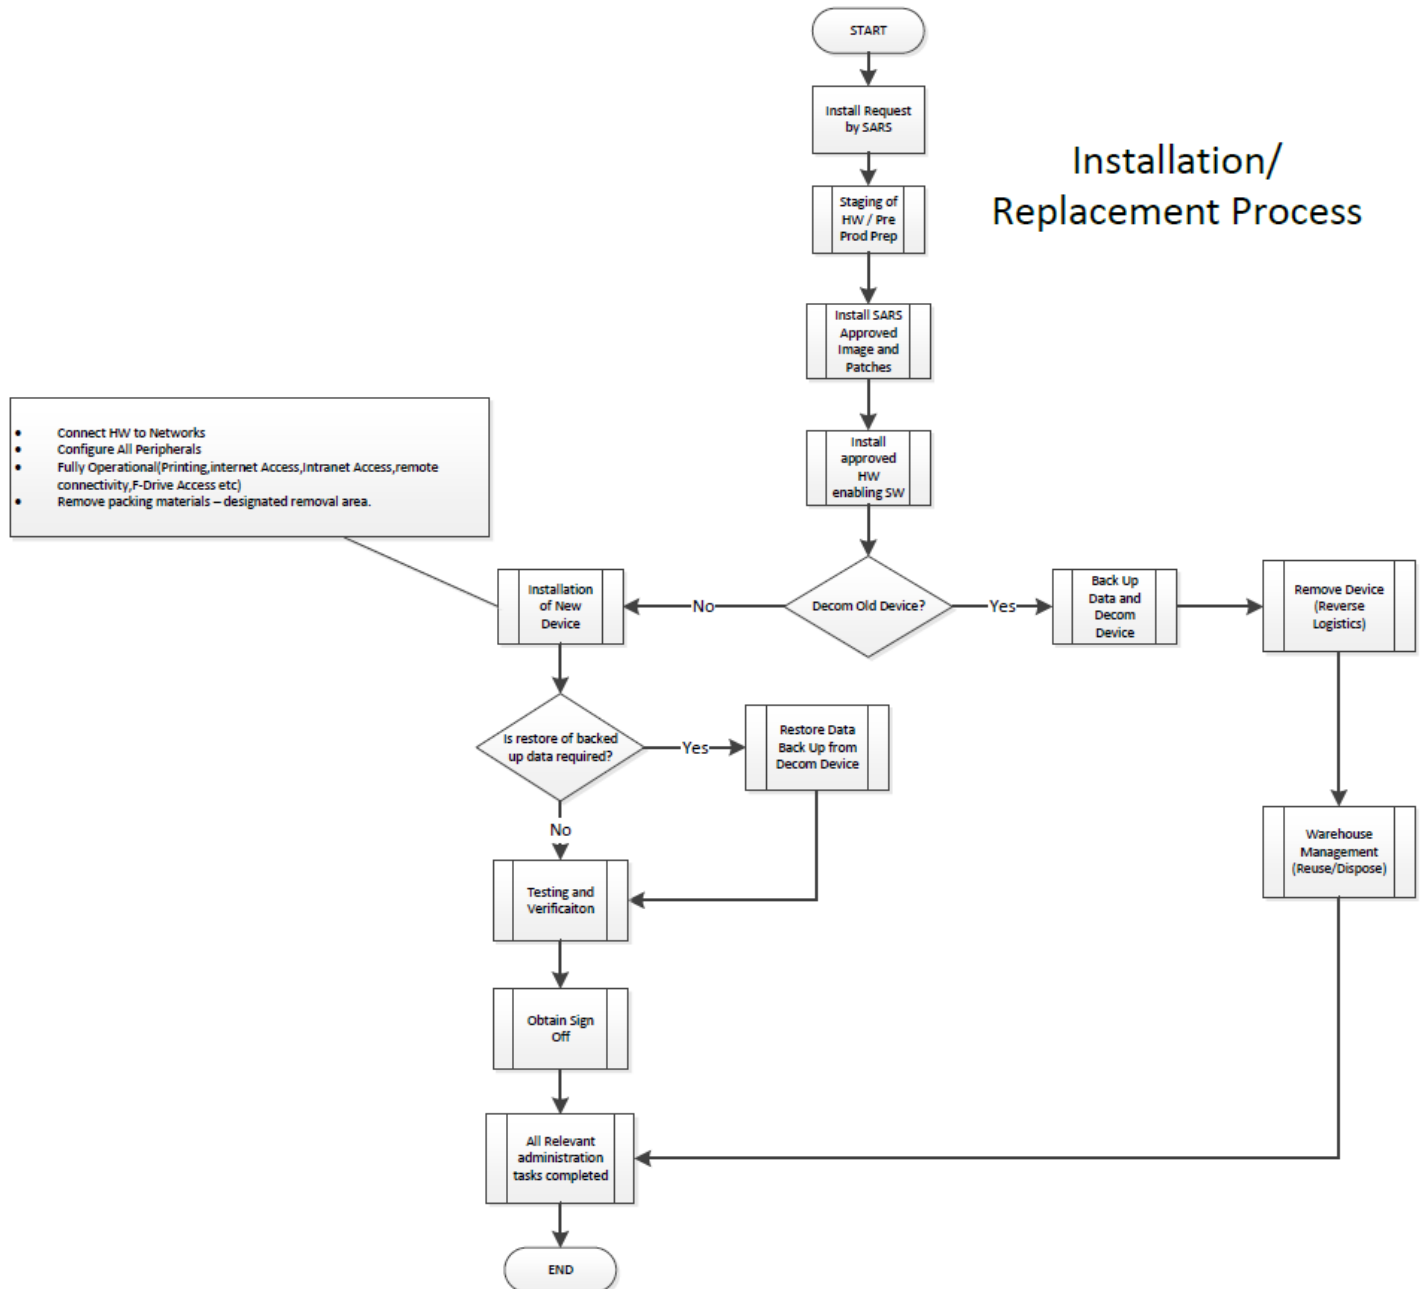 START
Install Request
by SARS
Installation/
Replacement Process
Staging of
HW / Pre
Prod Prep
Install SARS
Approved
Image and
Patches
• Connect HW to Networks
• Configure All Peripherals
• Fully Operational(Printing,internet Access,Intranet Access,remote
connectivity,F-Drive Access etc)
• Remove packing materials – designated removal area.
Install
approved
HW
enabling SW
Installation
of New
Device
No
Decom Old Device?
Yes
Back Up
Data and
Decom
Device
Remove Device
(Reverse
Logistics)
Is restore of backed
up data required?
Yes
Restore Data
Back Up from
Decom Device
No
Warehouse
Management
(Reuse/Dispose)
Testing and
Verificaiton
Obtain Sign
Off
All Relevant
administration
tasks completed
END